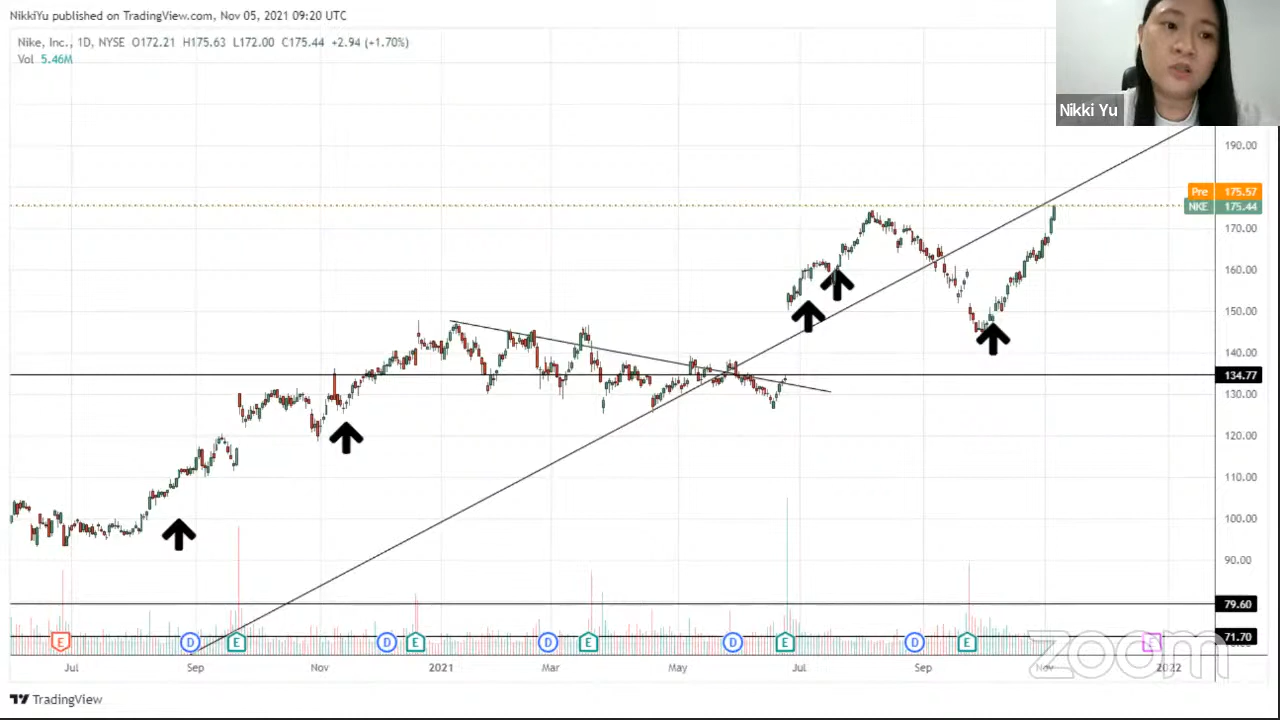 NikkiYu published on TradingView.com, Nov 05, 2021 09:20 UTC
Nike, Inc., 1D, NYSE O172.21 H175.63 L172.00 C175.44 +2.94 (+1.70%)
Vol 5.46M
Nikki Yu
190.00
Pre 175.57
NKE 175.44
170.00
160.00
150.00
140.00
134.77
130.00
120.00
110.00
100.00
90.00
79.60
71.70
E D E D E D E D E D E E
Jul Sep Nov 2021 Mar May Jul Sep Nov 2022
zoom
TradingView